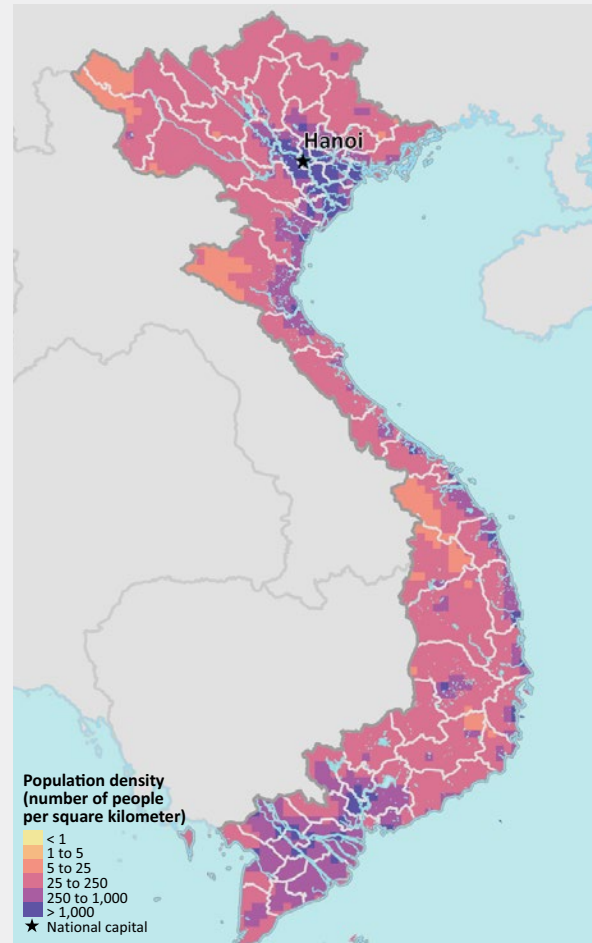 Hanoi
Population density
(number of people
per square kilometer)
< 1
1 to 5
5 to 25
25 to 250
250 to 1,000
> 1,000
National capital